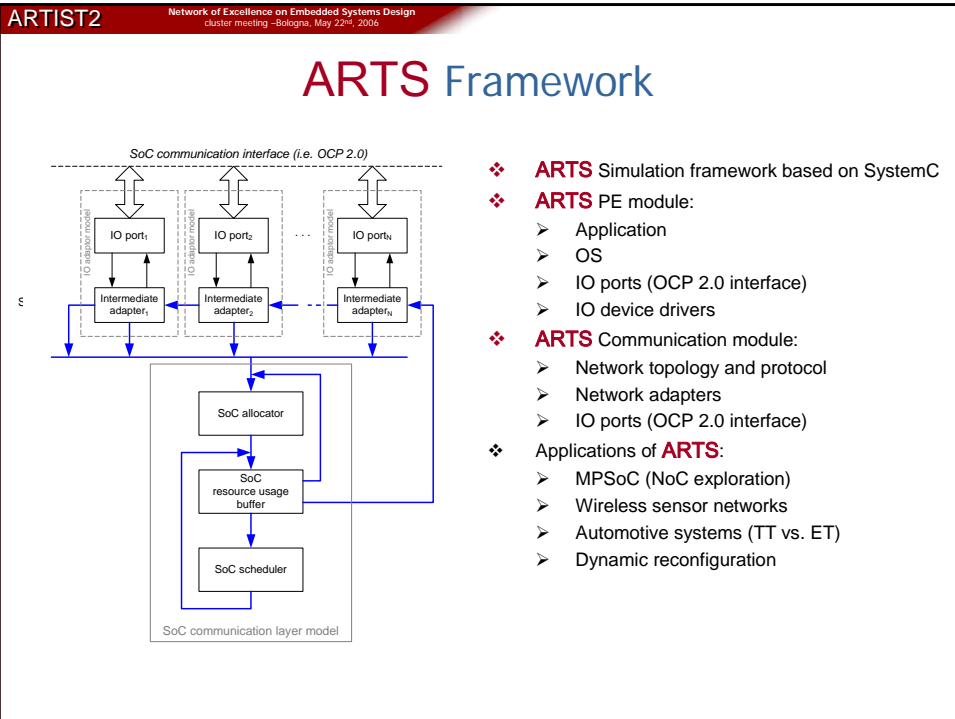 ARTIST2
Network of Excellence on Embedded Systems Design
cluster meeting –Bologna, May 22nd, 2006
ARTS Framework
SoC communication interface (i.e. OCP 2.0)
IO adaptor model
IO port1
Intermediate
adapter1
IO adaptor model
IO port2
Intermediate
adapter2
. . .
IO adaptor model
IO portN
Intermediate
adapterN
SoC allocator
SoC
resource usage
buffer
SoC scheduler
SoC communication layer model
❖ ARTS Simulation framework based on SystemC
❖ ARTS PE module:
➢ Application
➢ OS
➢ IO ports (OCP 2.0 interface)
➢ IO device drivers
❖ ARTS Communication module:
➢ Network topology and protocol
➢ Network adapters
➢ IO ports (OCP 2.0 interface)
❖ Applications of ARTS:
➢ MPSoC (NoC exploration)
➢ Wireless sensor networks
➢ Automotive systems (TT vs. ET)
➢ Dynamic reconfiguration